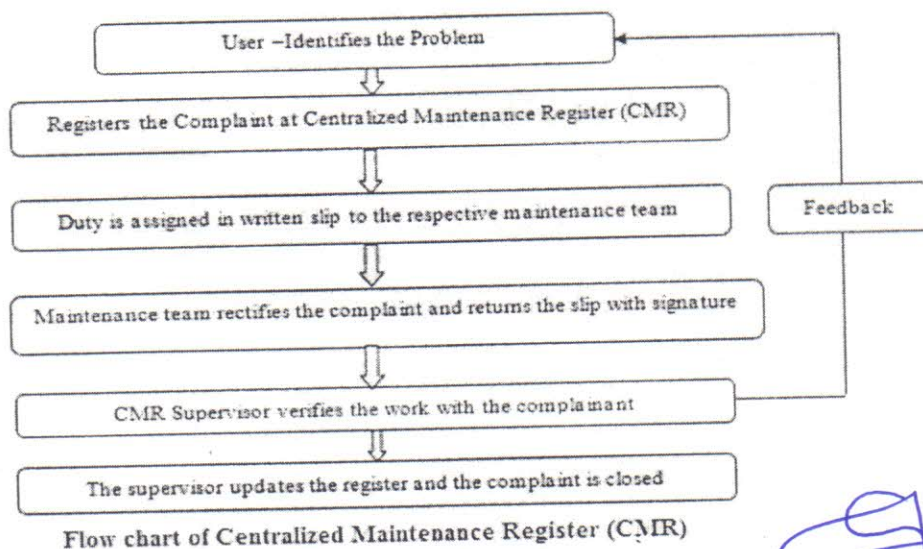 User –Identifies the Problem
Registers the Complaint at Centralized Maintenance Register (CMR)
Duty is assigned in written slip to the respective maintenance team
Feedback
Maintenance team rectifies the complaint and returns the slip with signature
CMR Supervisor verifies the work with the complainant
The supervisor updates the register and the complaint is closed
Flow chart of Centralized Maintenance Register (CMR)